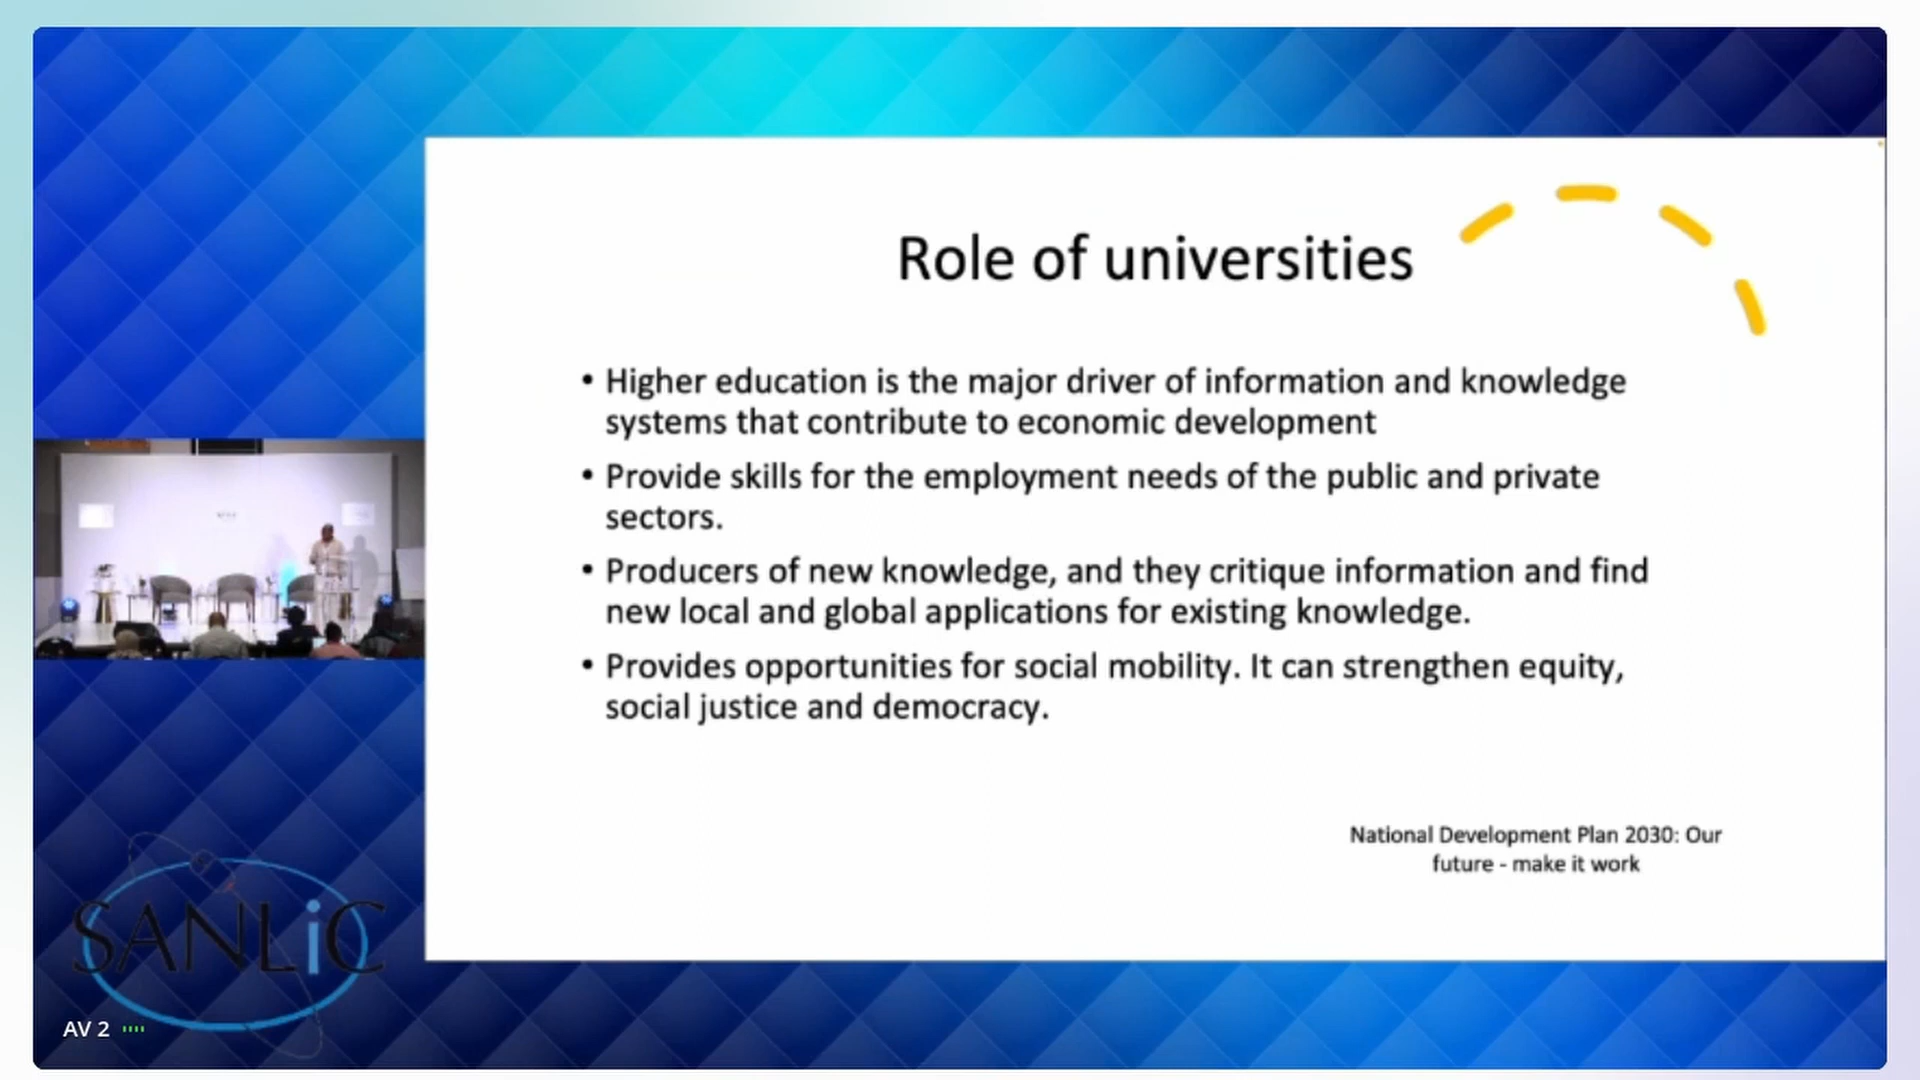 Role of universities
• Higher education is the major driver of information and knowledge
systems that contribute to economic development
• Provide skills for the employment needs of the public and private
sectors.
• Producers of new knowledge, and they critique information and find
new local and global applications for existing knowledge.
• Provides opportunities for social mobility. It can strengthen equity,
social justice and democracy.
National Development Plan 2030: Our
future - make it work
SANLiC
AV 2